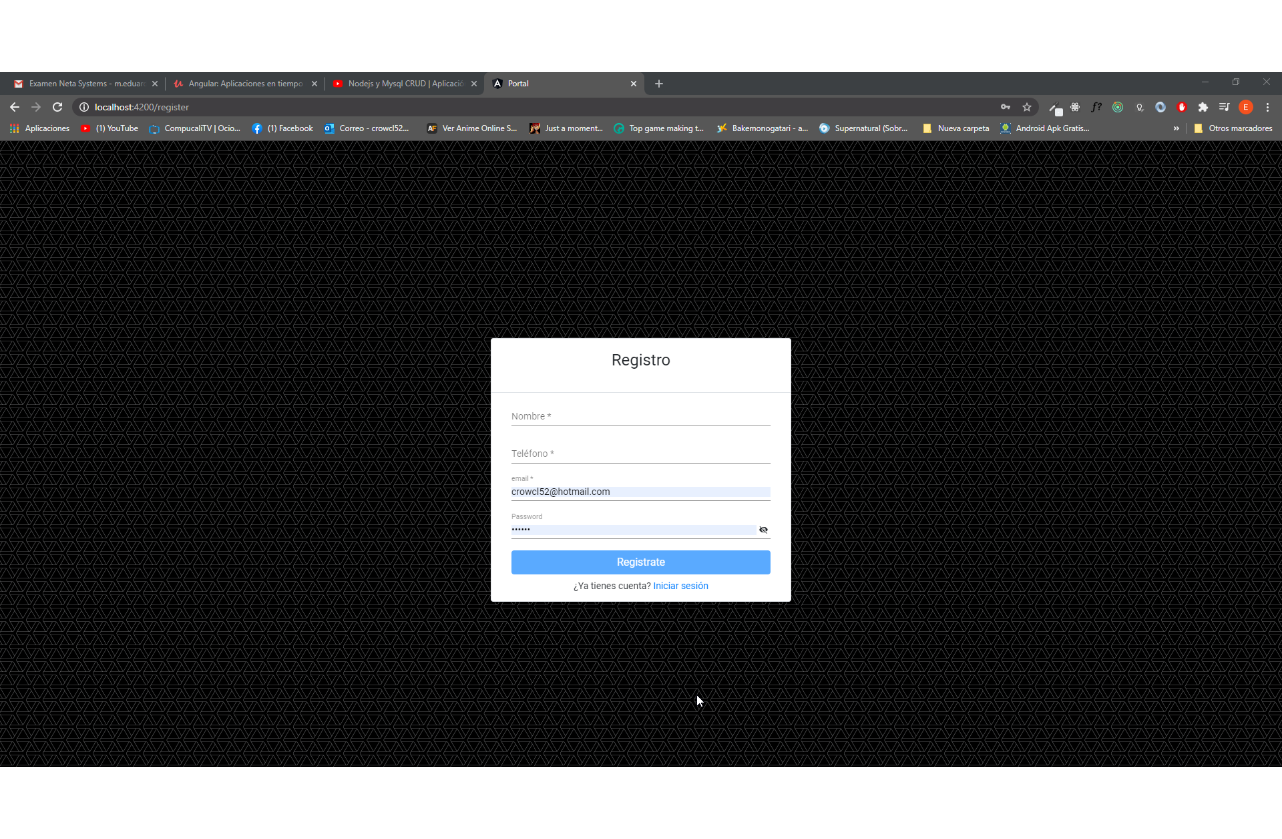 Examen Neta Systems - m.eduar
Angular: Aplicaciones en tiempo
Nodejs y Mysql CRUD | Aplicació
Portal
localhost:4200/register
Aplicaciones
(1) YouTube
CompucaliTV | Ocio...
(1) Facebook
Correo - crowcl52...
AF Ver Anime Online S...
Just a moment...
Top game making t...
Bakemonogatari - a...
Supernatural (Sobr...
Nueva carpeta
Android Apk Gratis...
»
Otros marcadores
f?
E
Registro
Nombre *
Teléfono *
email *
crowcl52@hotmail.com
Password
••••••
Registrate
¿Ya tienes cuenta? Iniciar sesión